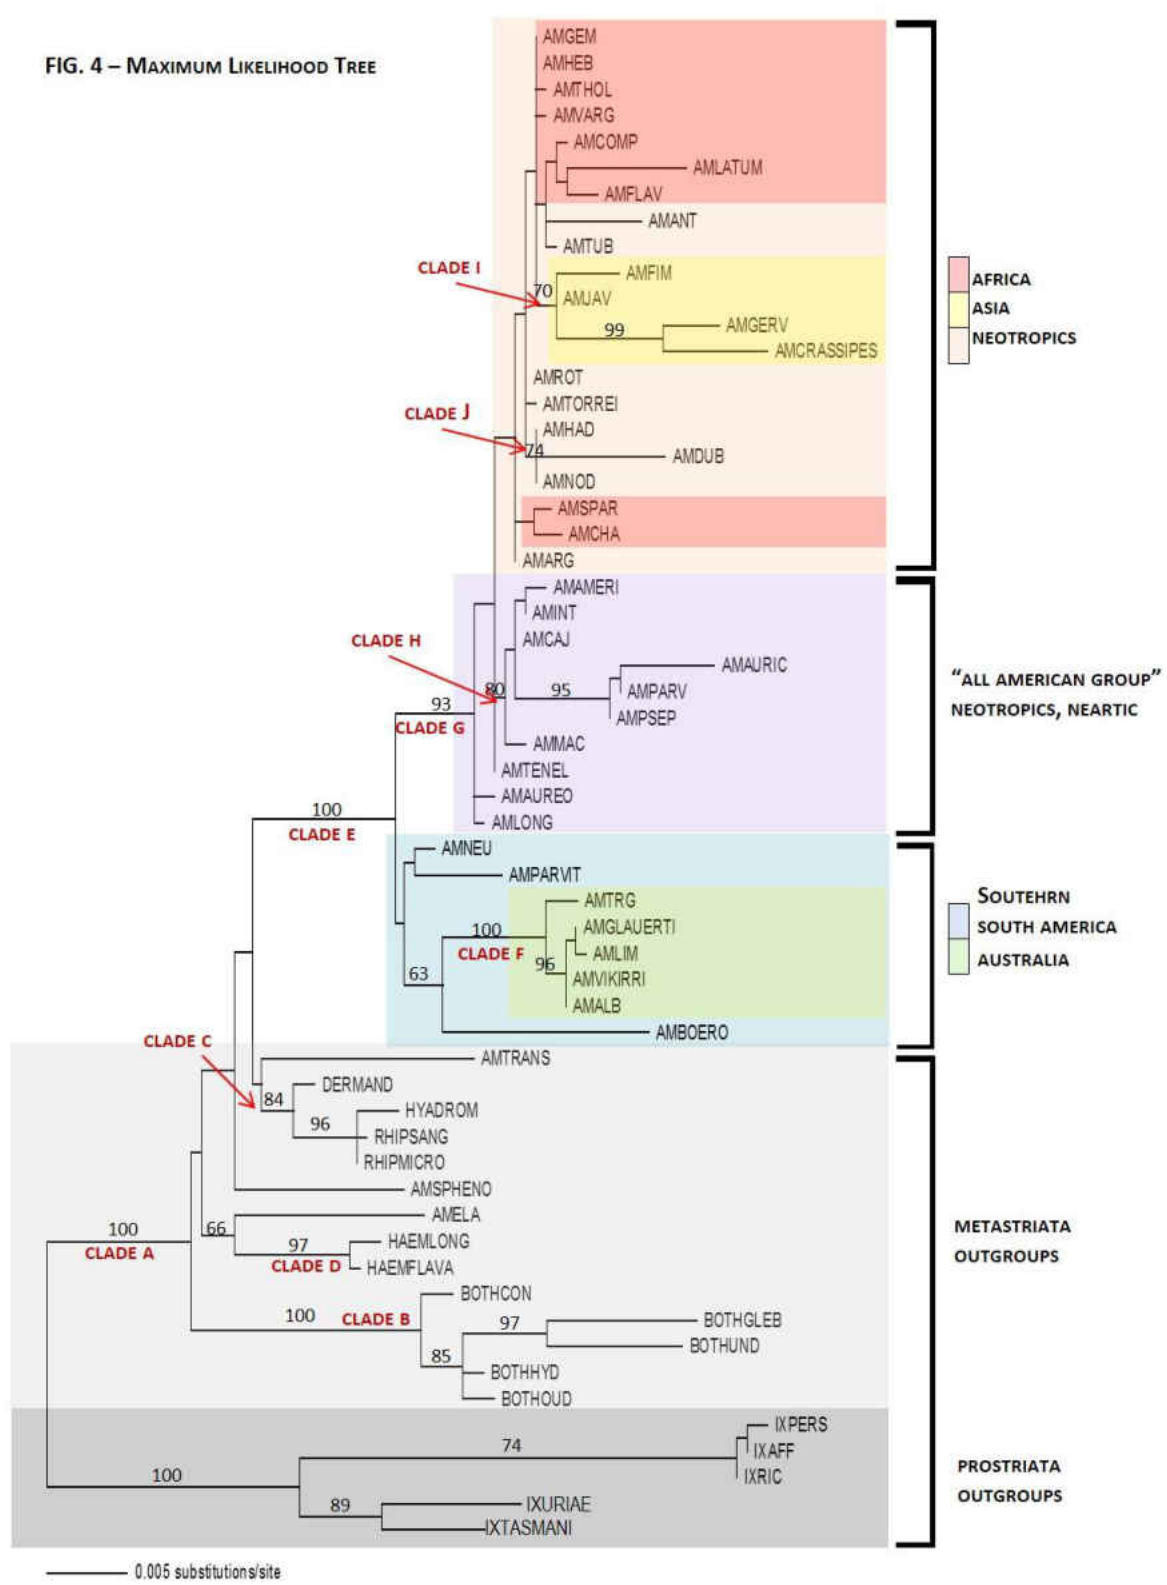 FIG. 4 – MAXIMUM LIKELIHOOD TREE
AMGEM
AMHEB
AMTHOL
AMVARG
AMCOMP
AMLATUM
AMFLAV
AMANT
AMTUB
CLADE I
70
AMFIM
AMJAV
99
AMGERV
AMCRASSIPES
AFRICA
ASIA
NEOTROPICS
AMROT
AMTORREI
CLADE J
AMHAD
74
AMDUB
AMNOD
AMSPAR
AMCHA
AMARG
AMAMERI
AMINT
CLADE H
AMCAJ
AMAURIC
80
95
AMPARV
AMPSEP
"ALL AMERICAN GROUP"
NEOTROPICS, NEARTIC
93
CLADE G
AMMAC
AMTENEL
AMAUREO
100
CLADE E
AMLONG
AMNEU
AMPARVIT
AMTRG
100
AMGLAUERTI
CLADE F
AMLIM
96
63
AMVIKIRRI
AMALB
AMBOERO
SOUTEHRN
SOUTH AMERICA
AUSTRALIA
CLADE C
AMTRANS
DERMAND
84
HYADROM
96
RHIPSANG
RHIPMICRO
AMSPHENO
AMELA
100
CLADE A
66
97
HAEMLONG
CLADE D
HAEMFLAVA
METASTRIATA
OUTGROUPS
BOTHCON
100
CLADE B
97
BOTHGLEB
BOTHUND
85
BOTHHYD
BOTHOUD
IXPERS
74
IXAFF
IXRIC
100
89
IXURIAE
IXTASMANI
PROSTRIATA
OUTGROUPS
0.005 substitutions/site